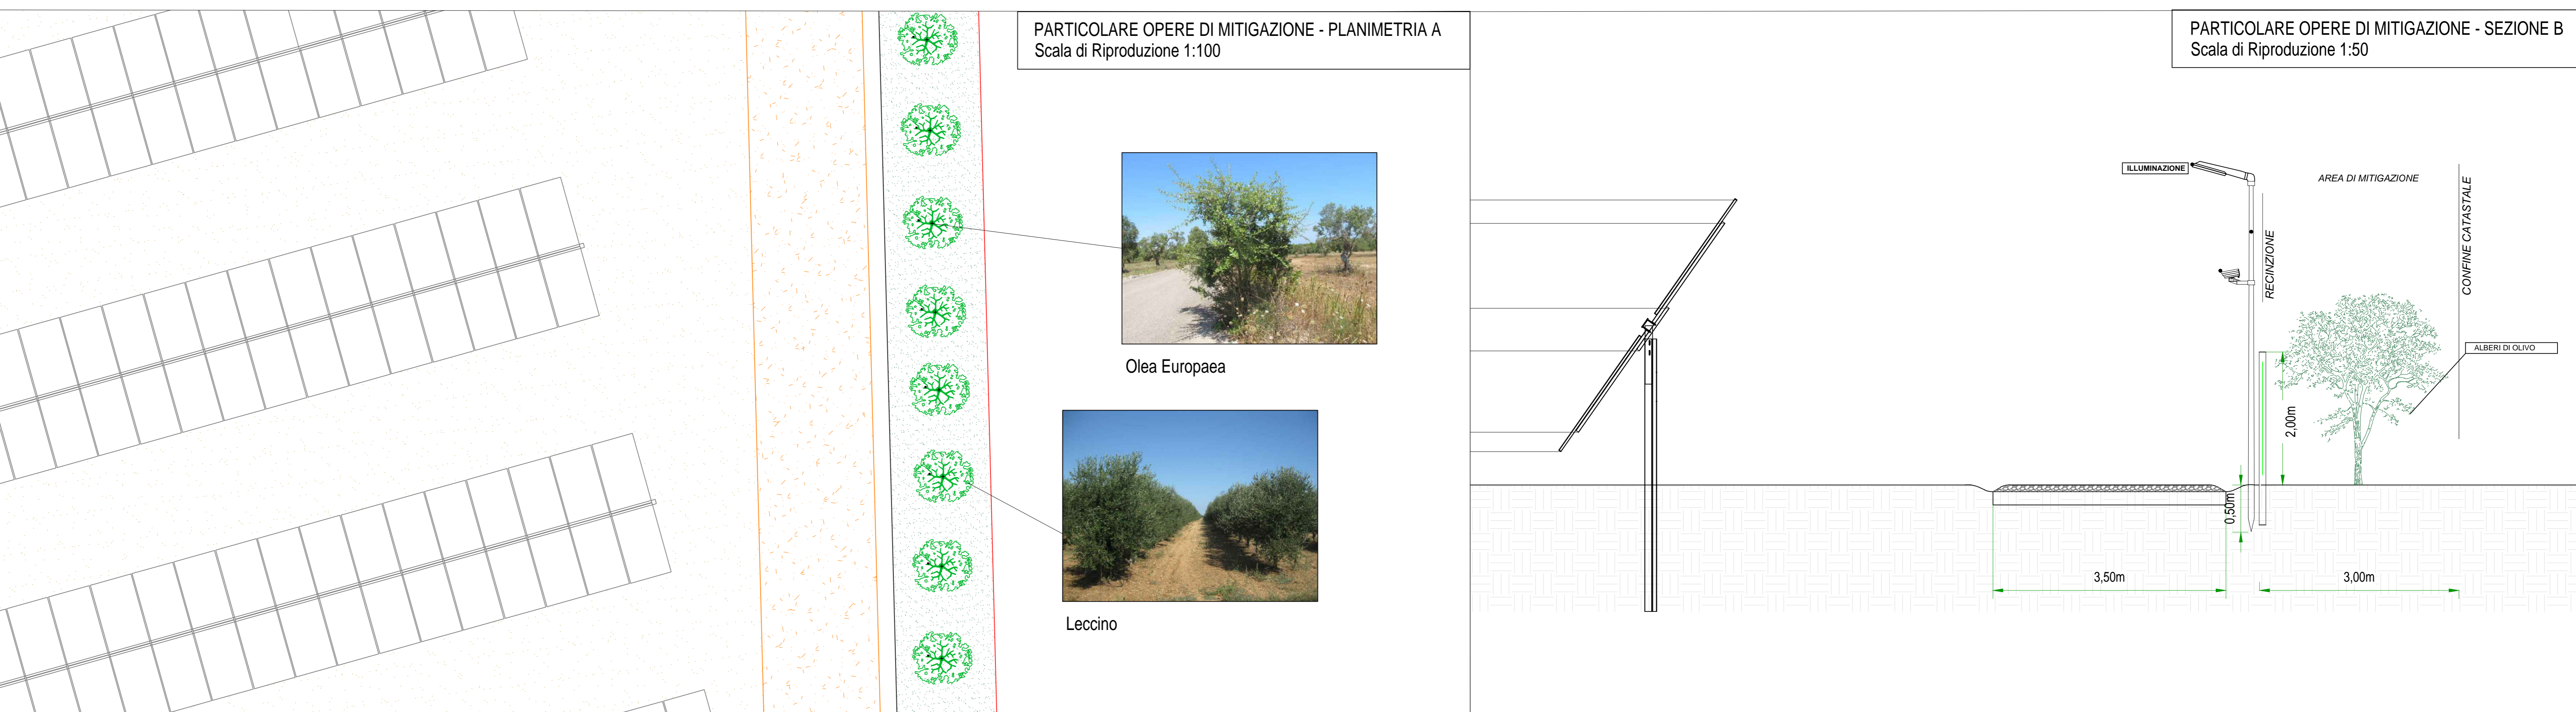 PARTICOLARE OPERE DI MITIGAZIONE - PLANIMETRIA A
Scala di Riproduzione 1:100
Olea Europaea
Leccino
PARTICOLARE OPERE DI MITIGAZIONE - SEZIONE B
Scala di Riproduzione 1:50
ILLUMINAZIONE
AREA DI MITIGAZIONE
RECINZIONE
CONFINE CATASTALE
ALBERI DI OLIVO
2,00m
0,50m
3,50m
3,00m